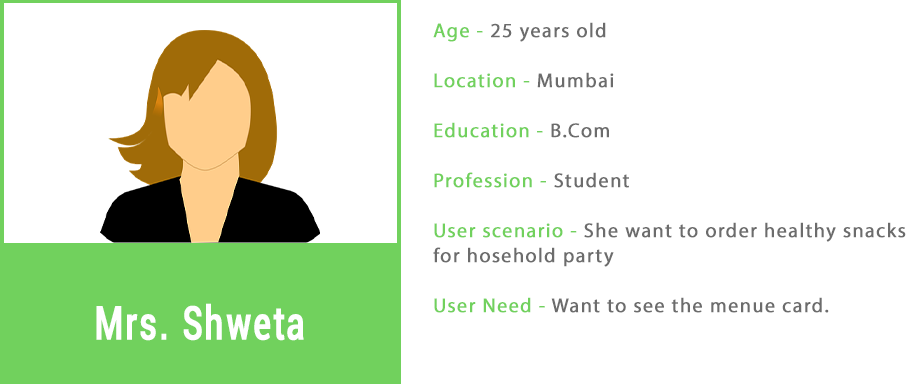 Age - 25 years old
Location - Mumbai
Education - B.Com
Profession - Student
User scenario - She want to order healthy snacks
for hosehold party
User Need - Want to see the menue card.
Mrs. Shweta